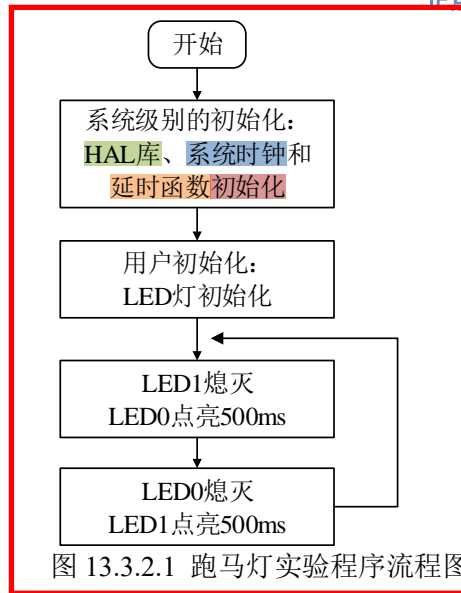 开始
系统级别的初始化：
HAL库、系统时钟和
延时函数初始化
用户初始化：
LED灯初始化
LED1熄灭
LED0点亮500ms
LED0熄灭
LED1点亮500ms
图 13.3.2.1 跑马灯实验程序流程图